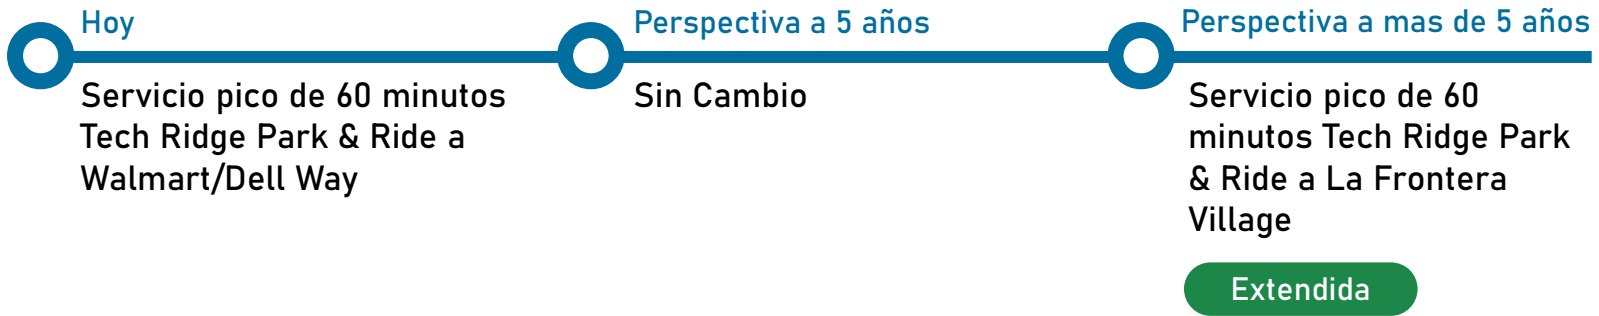 Hoy
Servicio pico de 60 minutos
Tech Ridge Park & Ride a
Walmart/Dell Way
Perspectiva a 5 años
Sin Cambio
Perspectiva a mas de 5 años
Servicio pico de 60
minutos Tech Ridge Park
& Ride a La Frontera
Village
Extendida